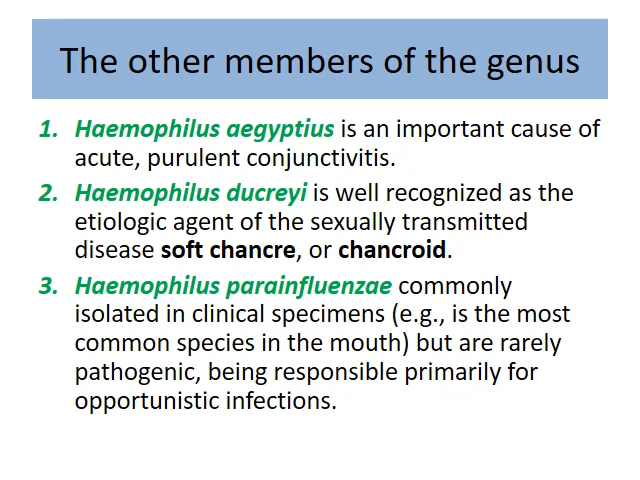 The other members of the genus
1. Haemophilus aegyptius is an important cause of
acute, purulent conjunctivitis.
2. Haemophilus ducreyi is well recognized as the
etiologic agent of the sexually transmitted
disease soft chancre, or chancroid.
3. Haemophilus parainfluenzae commonly
isolated in clinical specimens (e.g., is the most
common species in the mouth) but are rarely
pathogenic, being responsible primarily for
opportunistic infections.